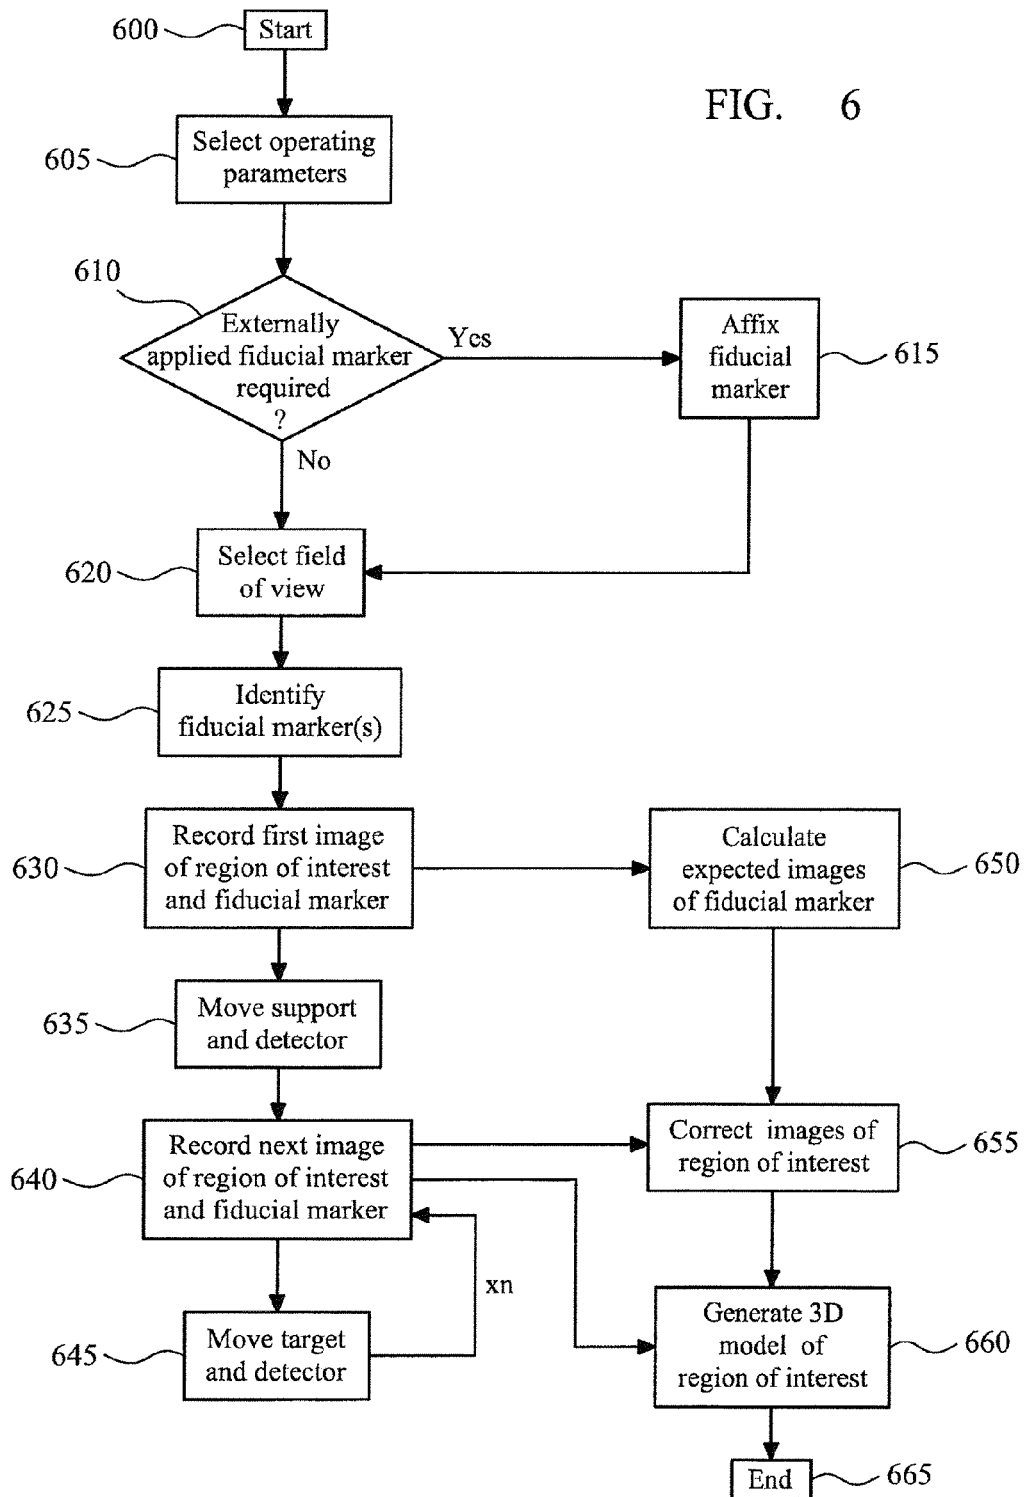 600
Start
FIG. 6
605
Select operating
parameters
610
Externally
applied fiducial marker
required
?
Yes
Affix
fiducial
marker
615
No
620
Select field
of view
625
Identify
fiducial marker(s)
630
Record first image
of region of interest
and fiducial marker
Calculate
expected images
of fiducial marker
650
635
Move support
and detector
640
Record next image
of region of interest
and fiducial marker
Correct images of
region of interest
655
xn
645
Move target
and detector
Generate 3D
model of
region of interest
660
End
665